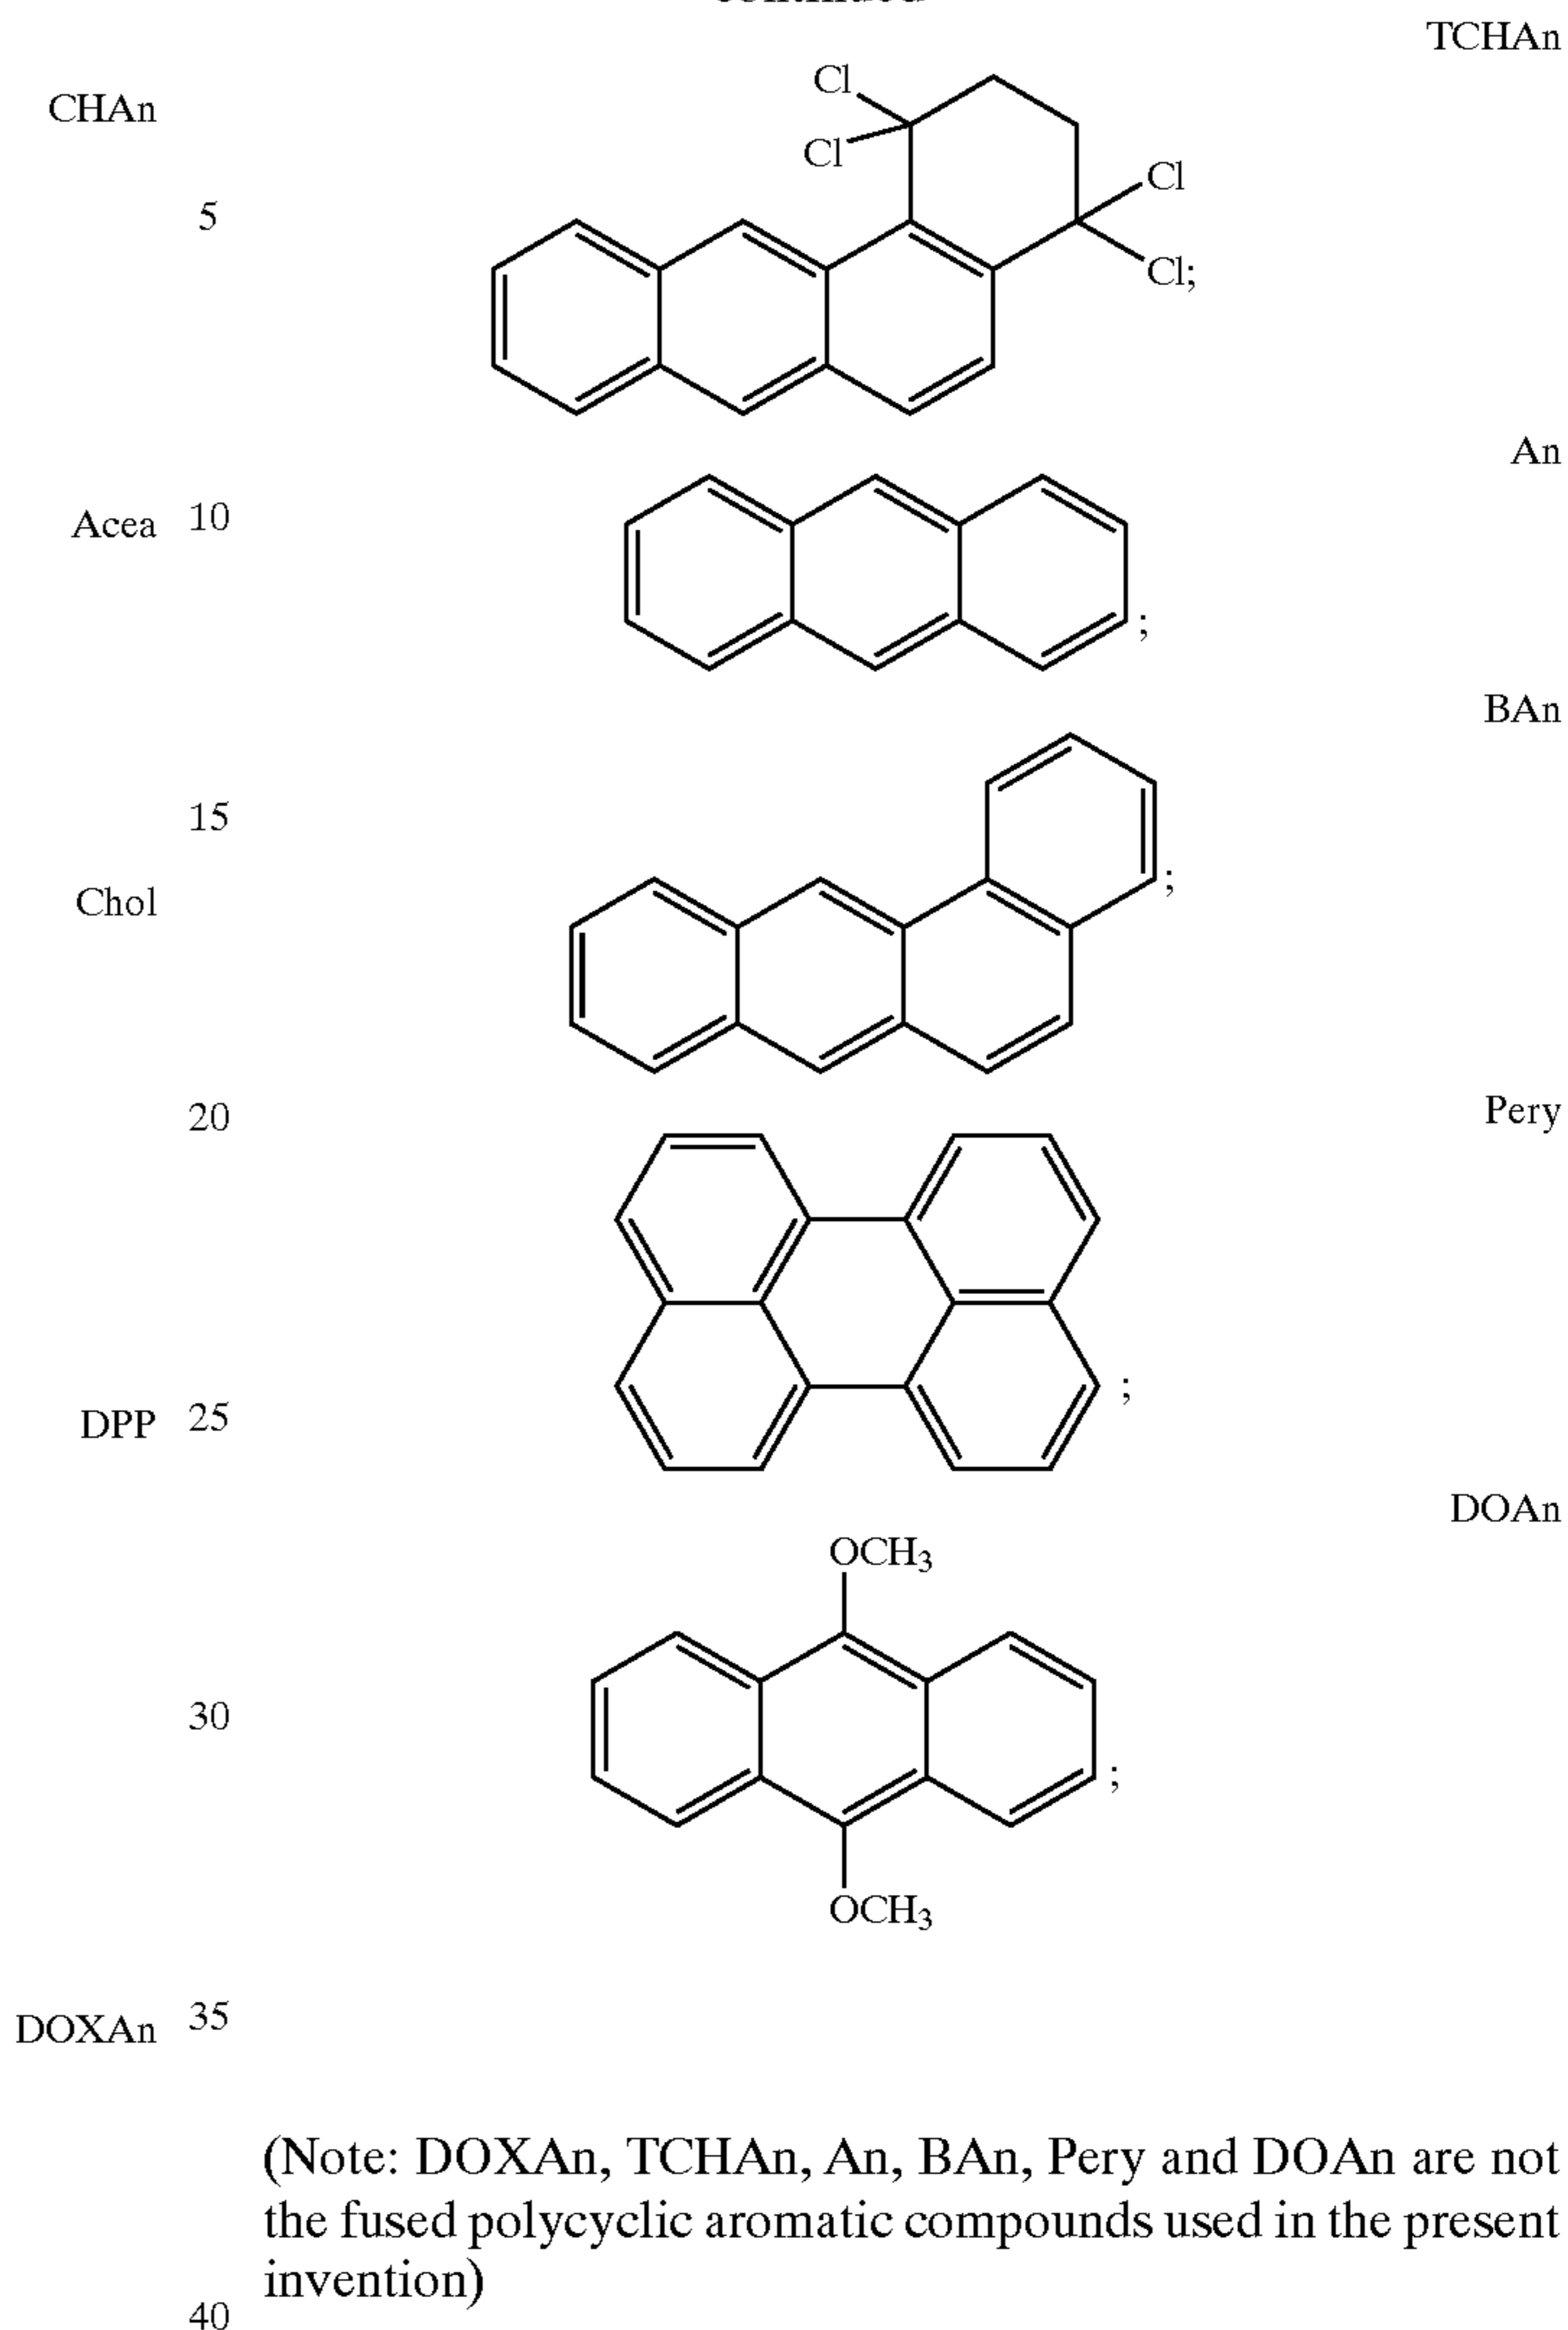 TCHAn
CHAn
Cl
Cl
Cl
5
Cl;
An
Acea 10
;
BAn
15
;
Chol
20
Pery
;
DPP 25
DOAn
OCH3
30
;
OCH3
DOXAn 35
(Note: DOXAn, TCHAn, An, BAn, Pery and DOAn are not
the fused polycyclic aromatic compounds used in the present
invention)
40